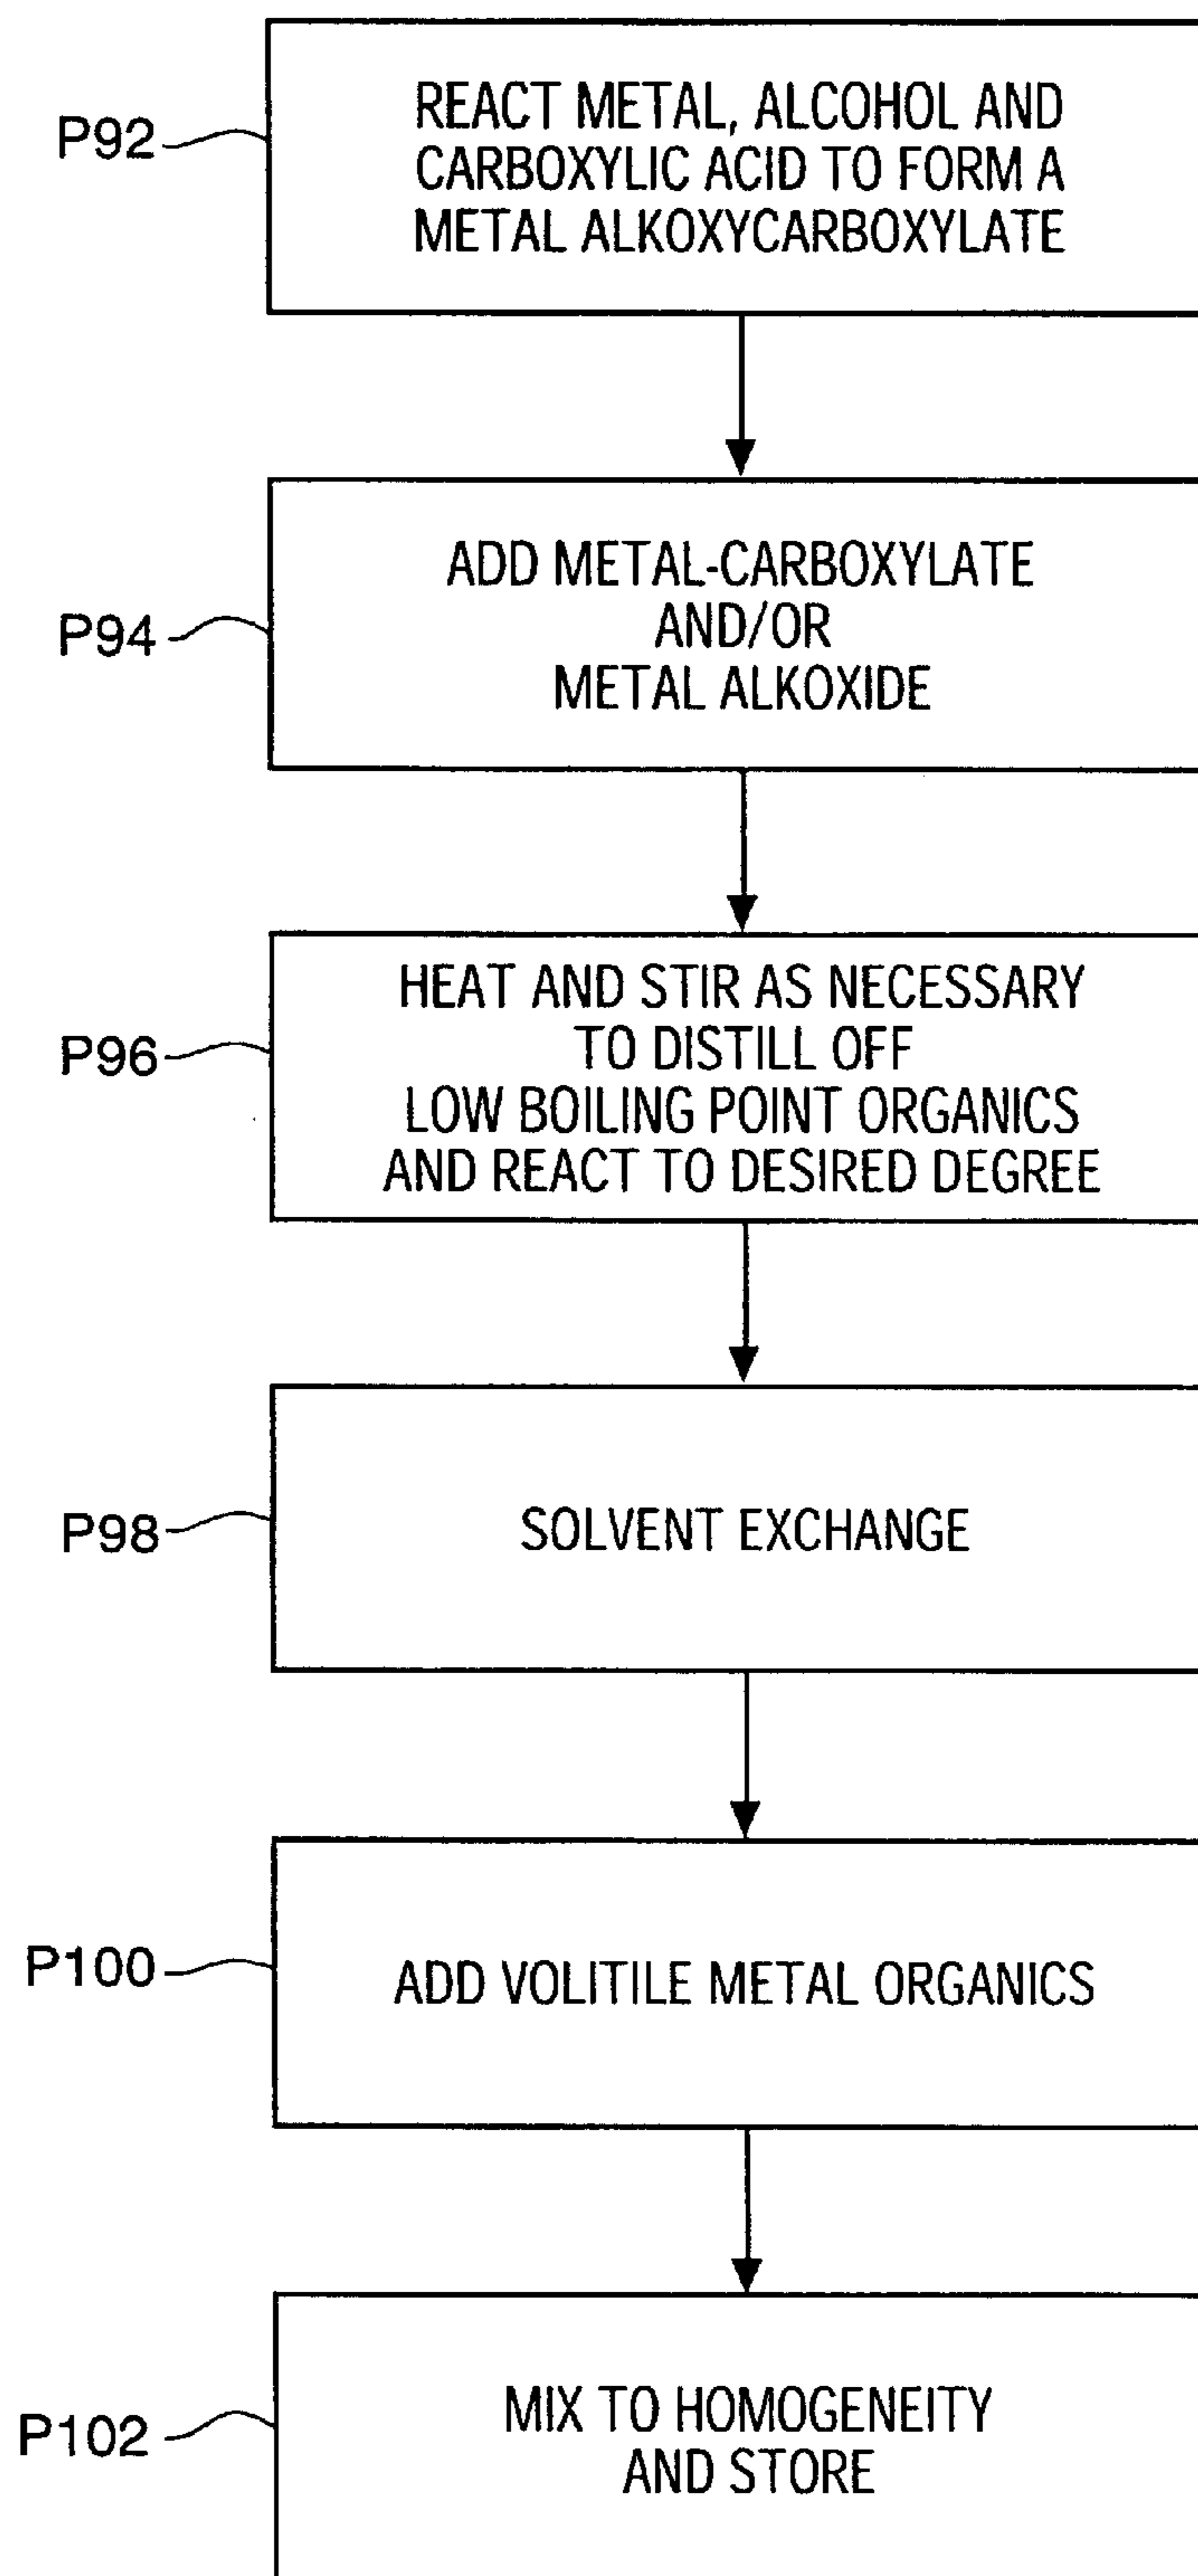 P92
REACT METAL, ALCOHOL AND
CARBOXYLIC ACID TO FORM A
METAL ALKOXYCARBOXYLATE
P94
ADD METAL-CARBOXYLATE
AND/OR
METAL ALKOXIDE
P96
HEAT AND STIR AS NECESSARY
TO DISTILL OFF
LOW BOILING POINT ORGANICS
AND REACT TO DESIRED DEGREE
P98
SOLVENT EXCHANGE
P100
ADD VOLITILE METAL ORGANICS
P102
MIX TO HOMOGENEITY
AND STORE